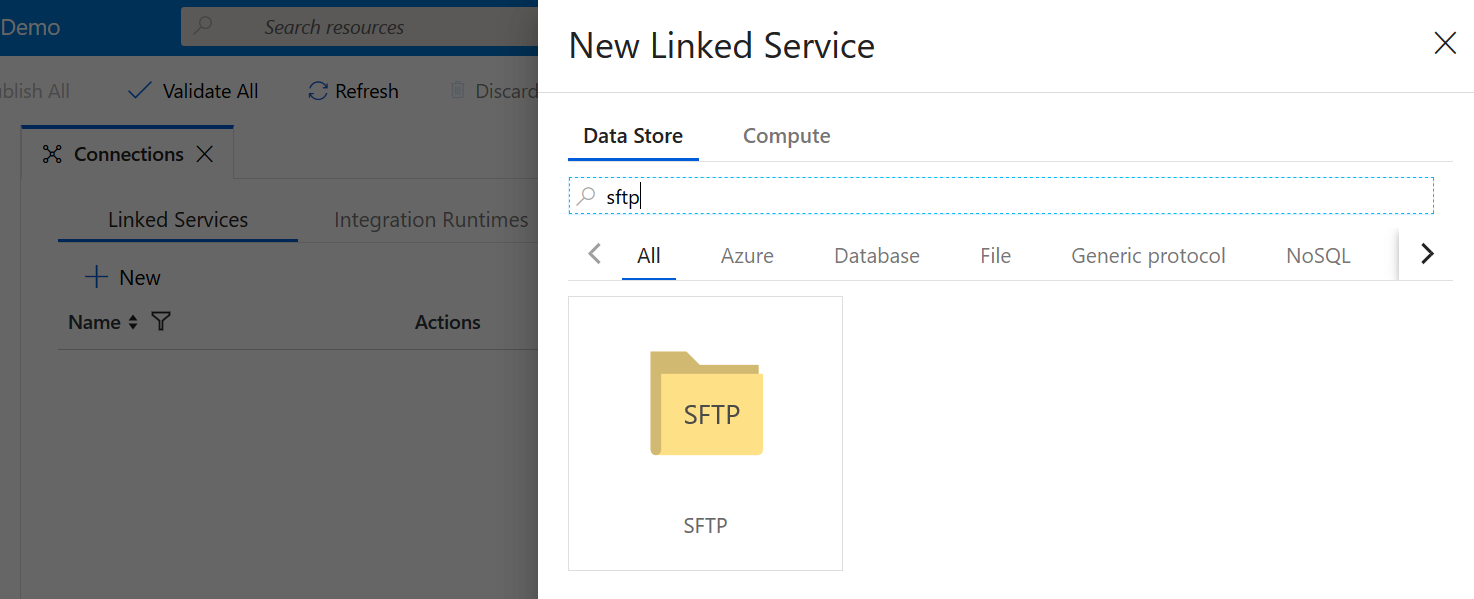 Demo
Search resources
New Linked Service
blish All
Validate All
Refresh
Discard
Data Store
Compute
Connections
sftp
Linked Services
Integration Runtimes
All
Azure
Database
File
Generic protocol
NoSQL
New
Name
Actions
SFTP
SFTP